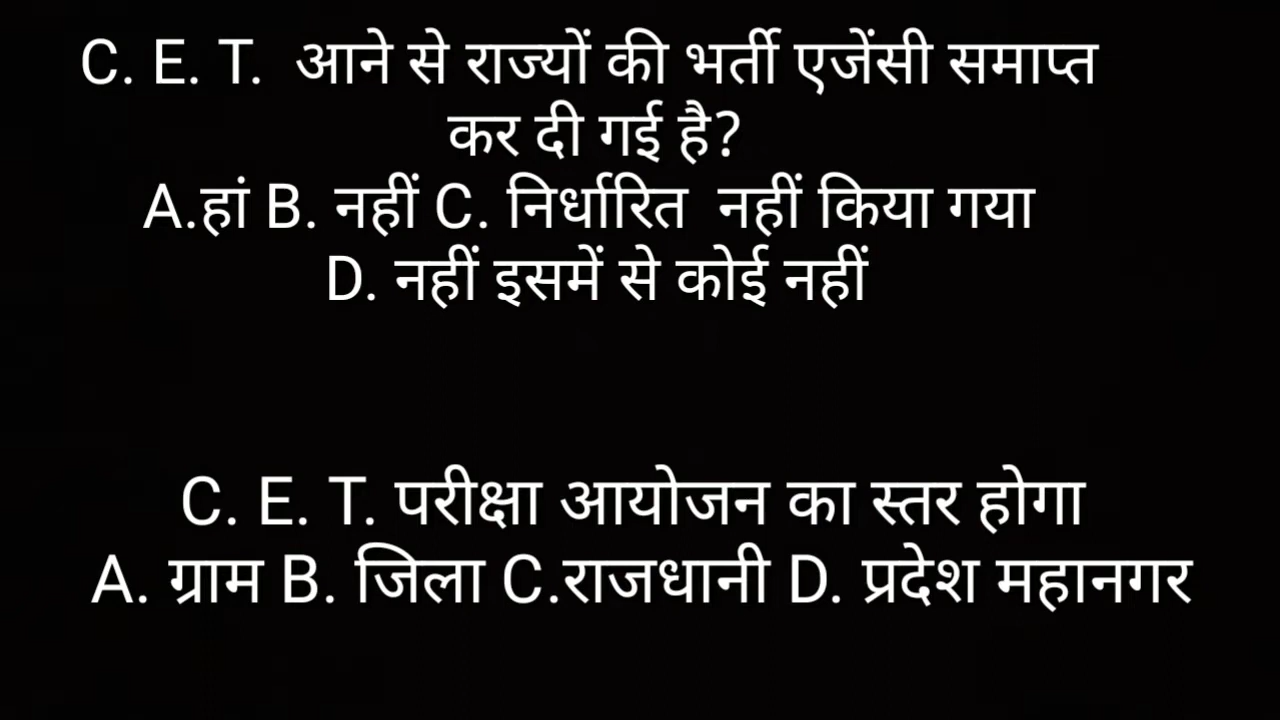 C. E. T.  आने से राज्यों की भर्ती एजेंसी समाप्त
कर दी गई है?
A.हां B. नहीं C. निर्धारित  नहीं किया गया
D. नहीं इसमें से कोई नहीं
C. E. T. परीक्षा आयोजन का स्तर होगा
A. ग्राम B. जिला C.राजधानी D. प्रदेश महानगर